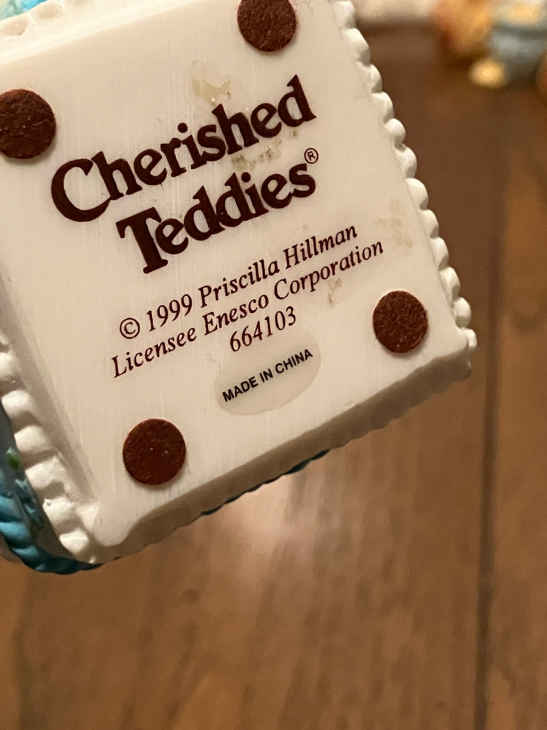 Cherished
Teddies®
© 1999 Priscilla Hillman
Licensee Enesco Corporation
664103
MADE IN CHINA